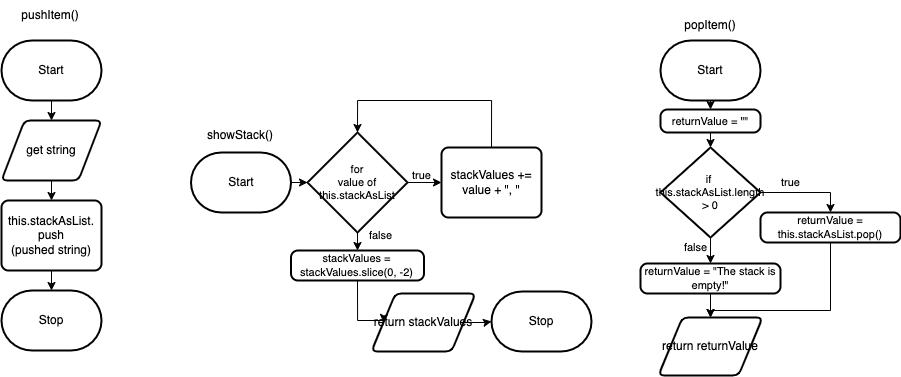 pushItem()
Start
get string
this.stackAsList.
push
(pushed string)
Stop
showStack()
Start
for
value of
this.stackAsList
true
stackValues +=
value + ", "
false
stackValues =
stackValues.slice(0, -2)
return stackValues
Stop
popItem()
Start
returnValue = ""
if
this.stackAsList.length
> 0
true
returnValue =
this.stackAsList.pop()
false
returnValue = "The stack is
empty!"
return returnValue